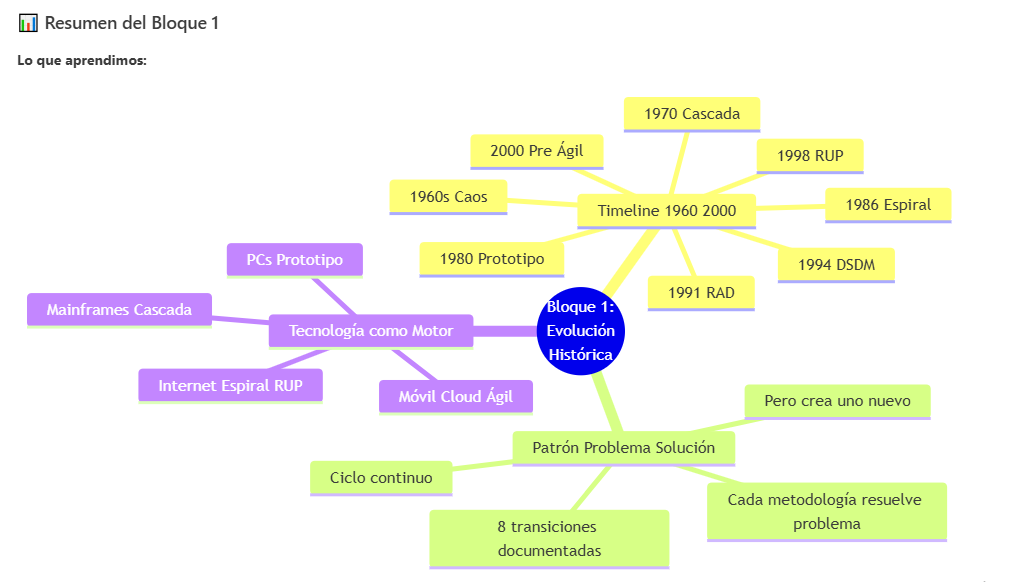 📊 Resumen del Bloque 1
Lo que aprendimos:
1970 Cascada
2000 Pre Ágil
1998 RUP
1960s Caos
Timeline 1960 2000
1986 Espiral
1980 Prototipo
1994 DSDM
1991 RAD
PCs Prototipo
Mainframes Cascada
Tecnología como Motor
Internet Espiral RUP
Móvil Cloud Ágil
Bloque 1:
Evolución
Histórica
Pero crea uno nuevo
Patrón Problema Solución
Ciclo continuo
Cada metodología resuelve
problema
8 transiciones
documentadas